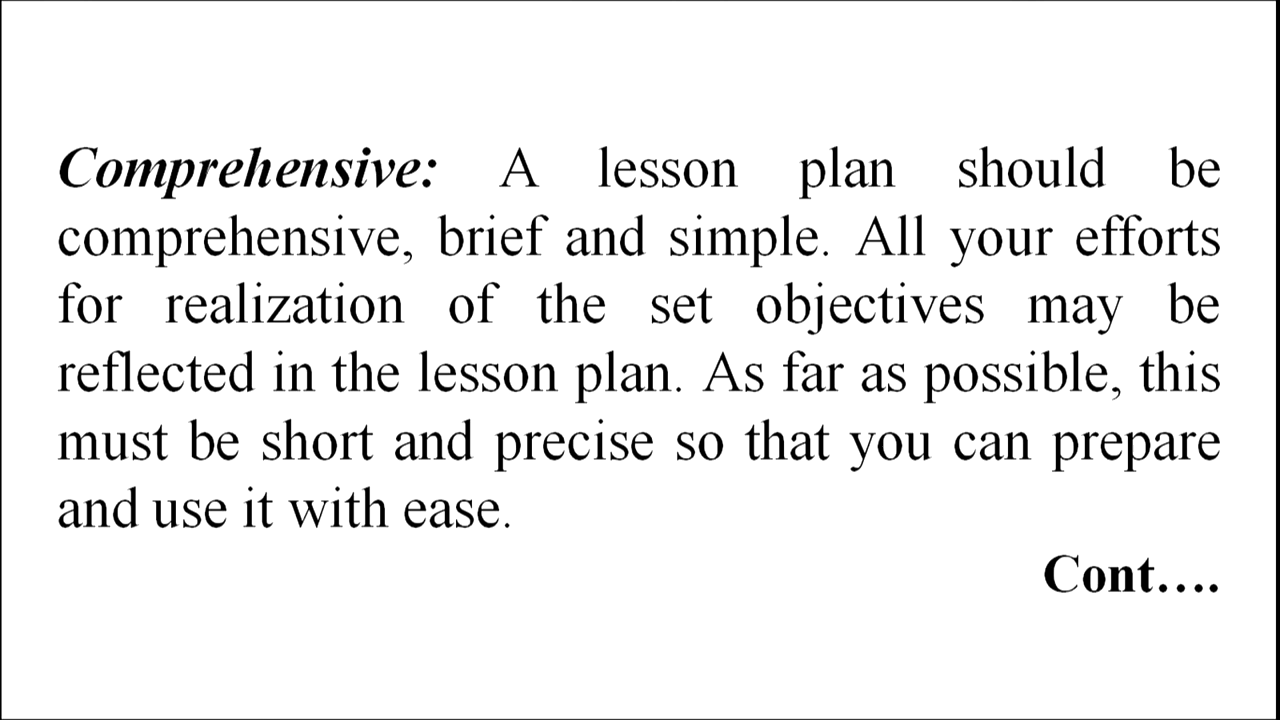 Comprehensive: A lesson plan should be
comprehensive, brief and simple. All your efforts
for realization of the set objectives may be
reflected in the lesson plan. As far as possible, this
must be short and precise so that you can prepare
and use it with ease.
Cont....